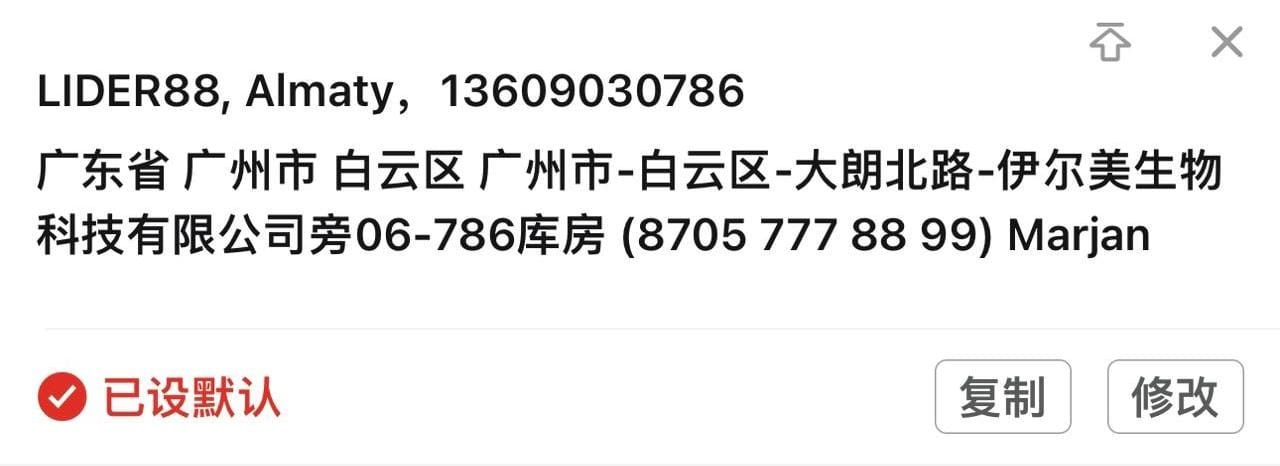 LIDER88, Almaty，13609030786
广东省 广州市 白云区 广州市-白云区-大朗北路-伊尔美生物
科技有限公司旁06-786库房 (8705 777 88 99) Marjan
已设默认
复制
修改